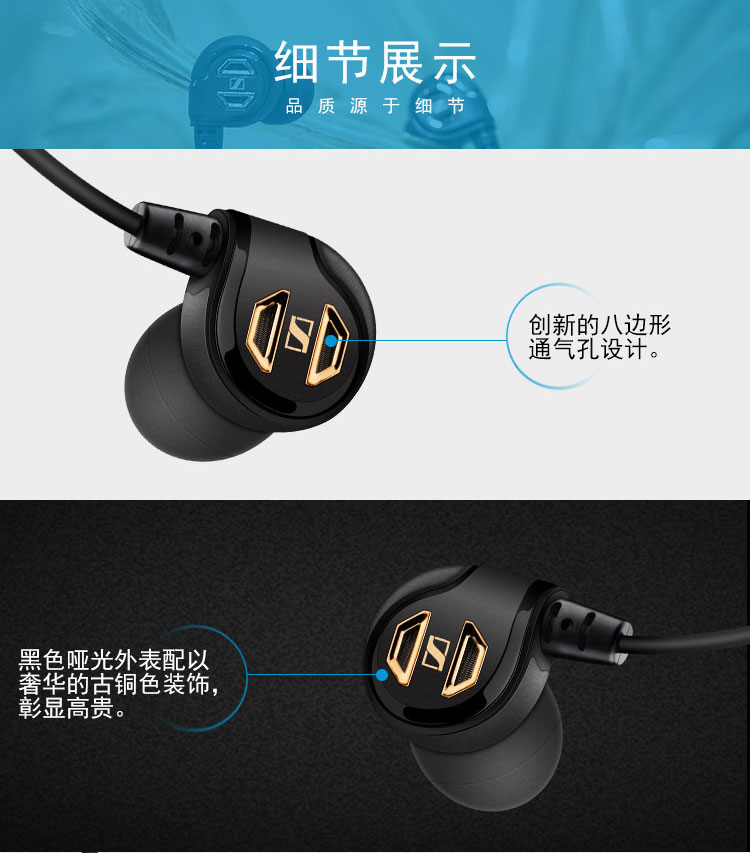 细节展示
品质源于细节
创新的八边形
通气孔设计。
黑色哑光外表配以
奢华的古铜色装饰，
彰显高贵。